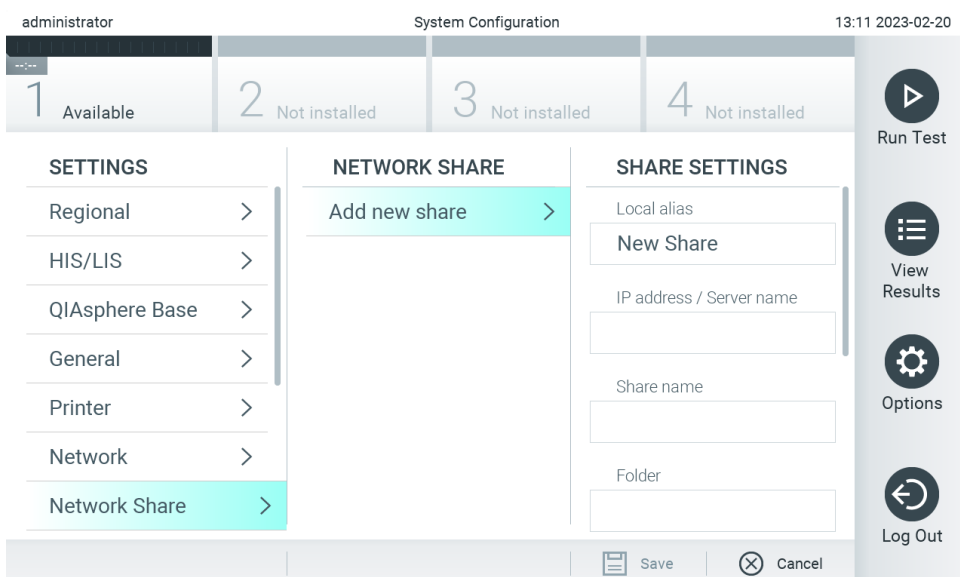 administrator
System Configuration
13:11 2023-02-20
--:--
1 Available
2 Not installed
3 Not installed
4 Not installed
SETTINGS
Regional
HIS/LIS
QIAsphere Base
General
Printer
Network
Network Share
NETWORK SHARE
Add new share
SHARE SETTINGS
Local alias
New Share
IP address / Server name
Share name
Folder
Save
Cancel
Run Test
View
Results
Options
Log Out